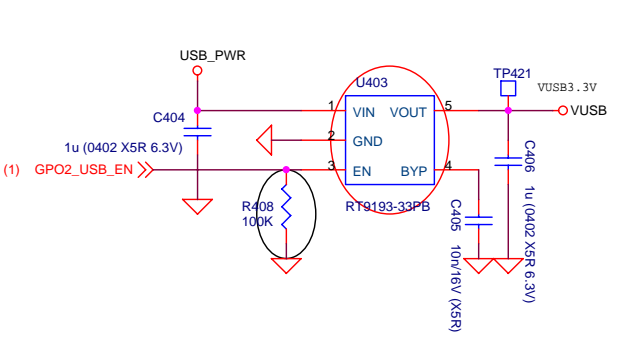 USB_PWR
U403
TP421
VUSB3.3V
1
VIN
VOUT
5
VUSB
C404
1u (0402 X5R 6.3V)
2
GND
(1)
GPO2_USB_EN
3
EN
BYP
4
C406
1u (0402 X5R 6.3V)
R408
100K
RT9193-33PB
C405
10n/16V (X5R)